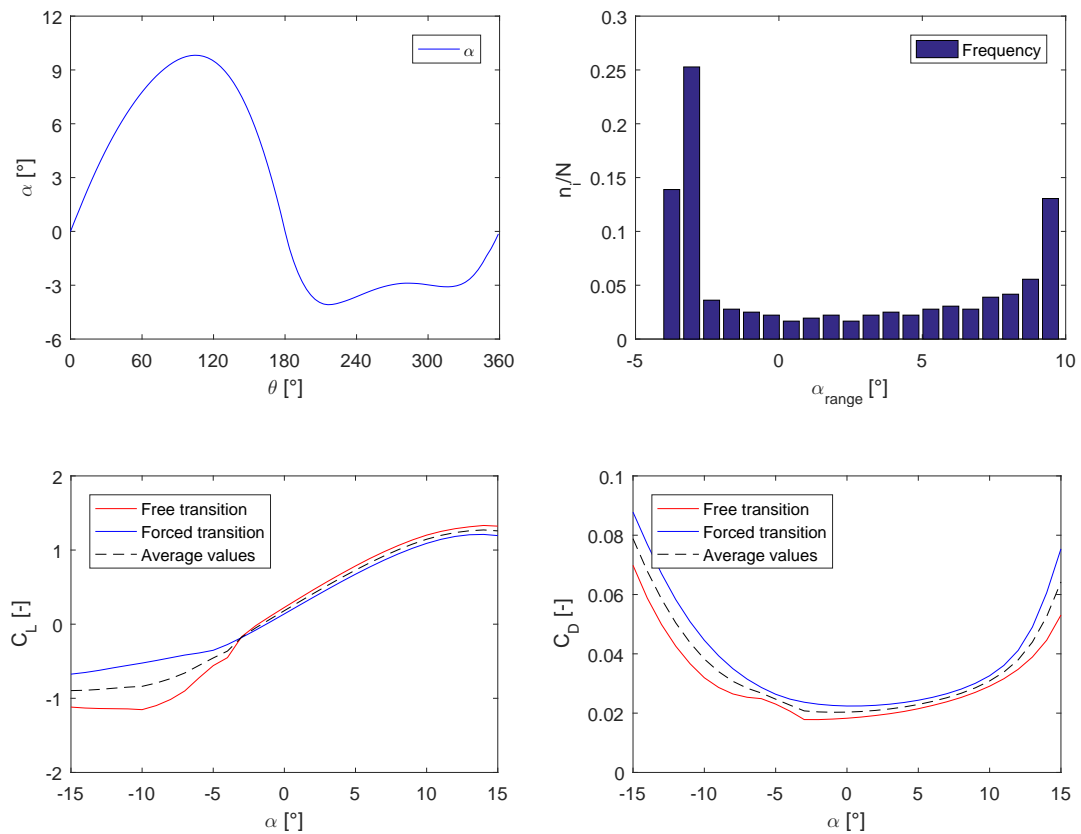 12
9
6
3
0
-3
-6
0 60 120 180 240 300 360
α [°]
θ [°]
α
0.3
0.25
0.2
0.15
0.1
0.05
0
-5 0 5 10
n_i/N
α_range [°]
Frequency
2
1
0
-1
-2
-15 -10 -5 0 5 10 15
C_L [-]
α [°]
Free transition
Forced transition
Average values
0.1
0.08
0.06
0.04
0.02
0
-15 -10 -5 0 5 10 15
C_D [-]
α [°]
Free transition
Forced transition
Average values